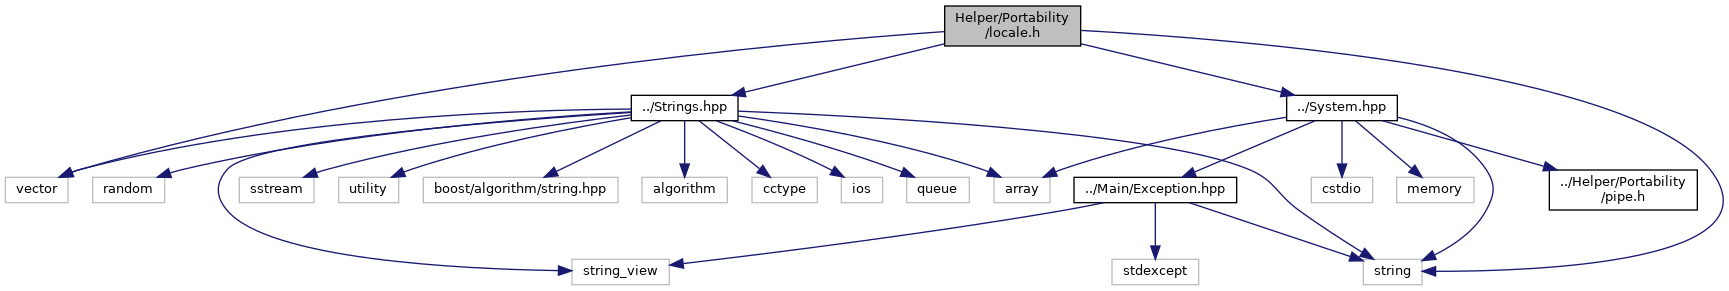 Helper/Portability
/locale.h
../Strings.hpp
../System.hpp
vector
random
sstream
utility
boost/algorithm/string.hpp
algorithm
cctype
ios
queue
array
../Main/Exception.hpp
cstdio
memory
../Helper/Portability
/pipe.h
string_view
stdexcept
string